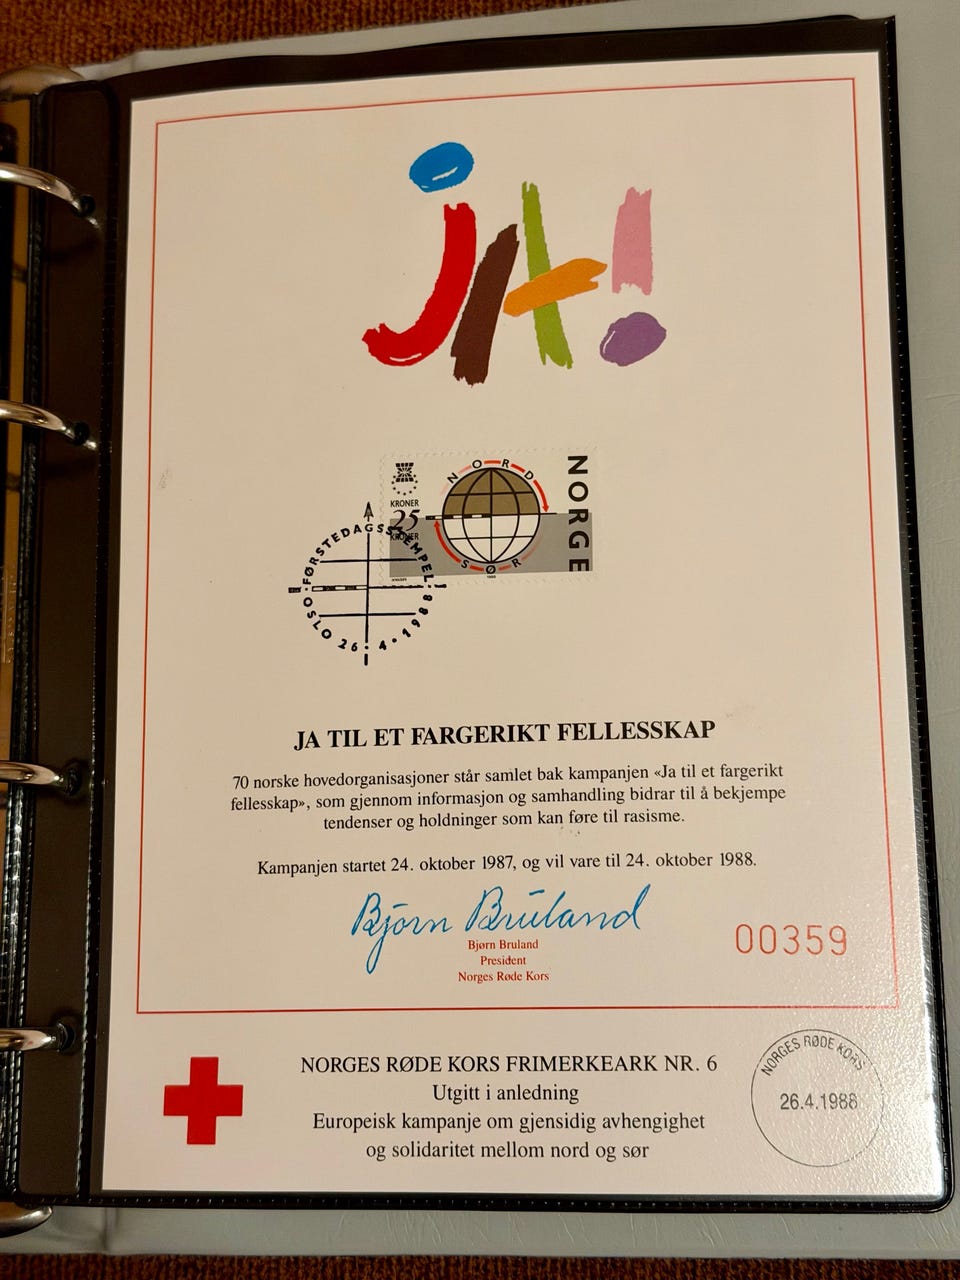 JA!
NORGE
KRONER
25
KRONER
NORD
SØR
1988
FØRSTEDAGSSTEMPEL
OSLO 26.4.1988
JA TIL ET FARGERIKT FELLESSKAP
70 norske hovedorganisasjoner står samlet bak kampanjen «Ja til et fargerikt
fellesskap», som gjennom informasjon og samhandling bidrar til å bekjempe
tendenser og holdninger som kan føre til rasisme.
Kampanjen startet 24. oktober 1987, og vil vare til 24. oktober 1988.
Bjørn Bruland
Bjørn Bruland
President
Norges Røde Kors
00359
NORGES RØDE KORS FRIMERKEARK NR. 6
Utgitt i anledning
Europeisk kampanje om gjensidig avhengighet
og solidaritet mellom nord og sør
NORGES RØDE KORS
26.4.1988